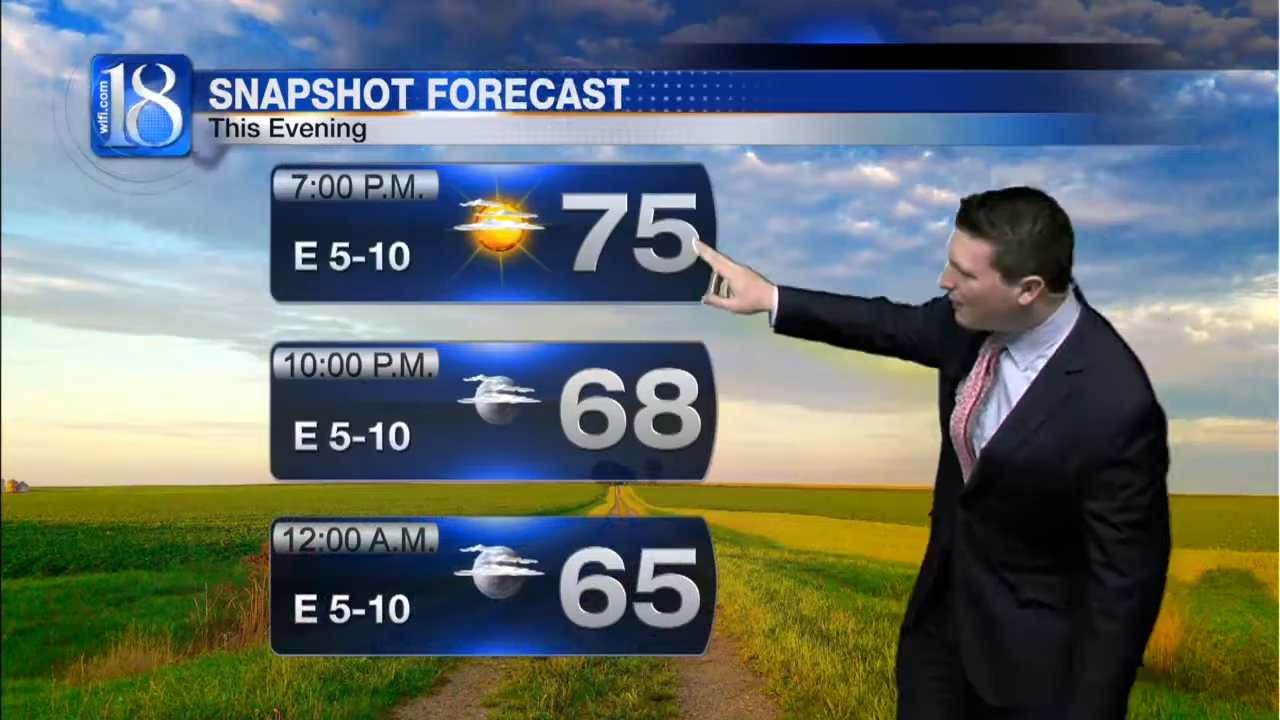 wlfi.com
18
SNAPSHOT FORECAST
This Evening
7:00 P.M.
E 5-10
75
10:00 P.M.
E 5-10
68
12:00 A.M.
E 5-10
65